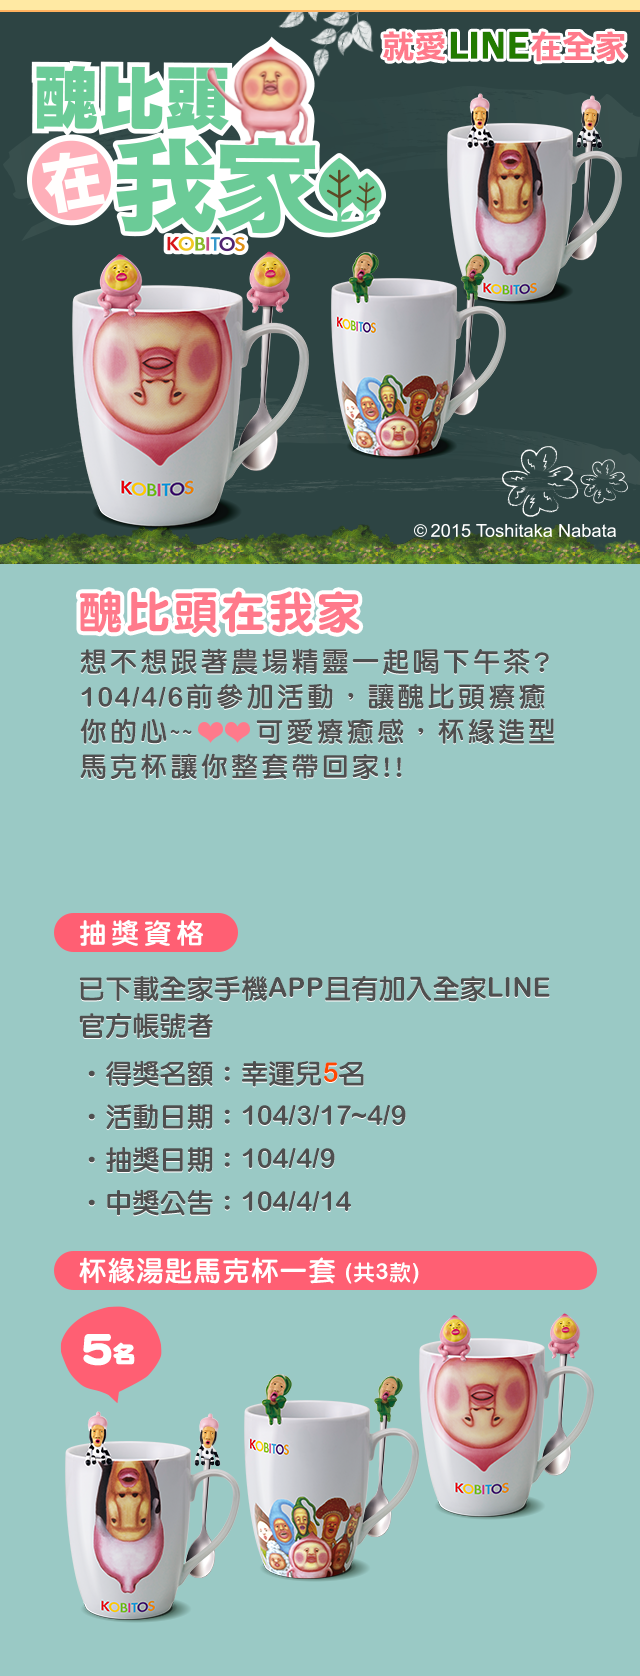 就愛LINE在全家
醜比頭
在我家
KOBITOS
KOBITOS
KOBITOS
KOBITOS
© 2015 Toshitaka Nabata
醜比頭在我家
想不想跟著農場精靈一起喝下午茶?
104/4/6前參加活動，讓醜比頭療癒
你的心~~❤❤可愛療癒感，杯緣造型
馬克杯讓你整套帶回家!!
抽獎資格
已下載全家手機APP且有加入全家LINE
官方帳號者
・得獎名額：幸運兒5名
・活動日期：104/3/17~4/9
・抽獎日期：104/4/9
・中獎公告：104/4/14
杯緣湯匙馬克杯一套 (共3款)
5名
KOBITOS
KOBITOS
KOBITOS